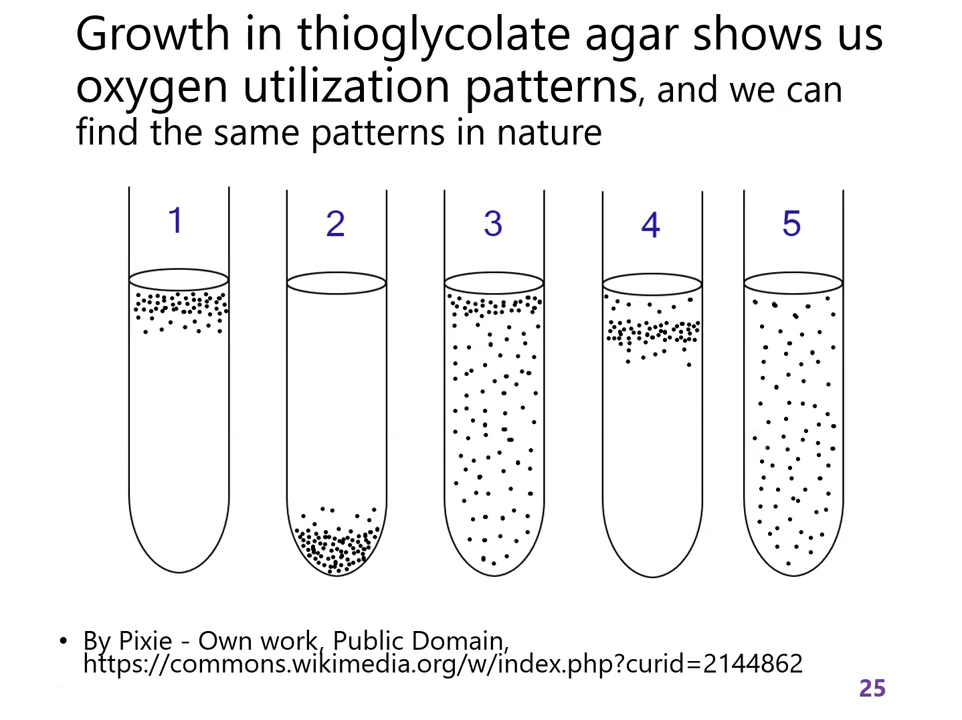 Growth in thioglycolate agar shows us
oxygen utilization patterns, and we can
find the same patterns in nature
1 2 3 4 5
• By Pixie - Own work, Public Domain,
https://commons.wikimedia.org/w/index.php?curid=2144862
25